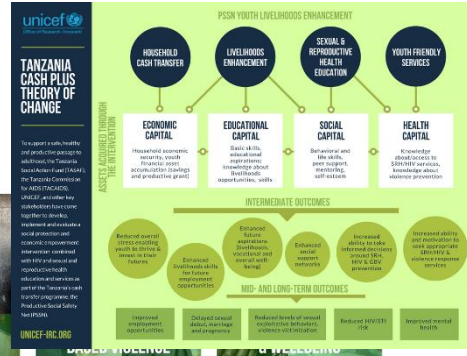 unicef
Office of Research - Innocenti
TANZANIA
CASH PLUS
THEORY OF
CHANGE
To support a safe, healthy
and productive passage to
adulthood, the Tanzania
Social Action Fund (TASAF),
the Tanzania Commission
for AIDS (TACAIDS),
UNICEF, and other key
stakeholders have come
together to develop,
implement and evaluate a
social protection and
economic empowerment
intervention combined
with HIV and sexual and
reproductive health
education and services as
part of the Tanzania's cash
transfer programme, the
Productive Social Safety
Net (PSSN).
UNICEF-IRC.ORG
PSSN YOUTH LIVELIHOODS ENHANCEMENT
HOUSEHOLD
CASH TRANSFER
LIVELIHOODS
ENHANCEMENT
SEXUAL &
REPRODUCTIVE
HEALTH
EDUCATION
YOUTH FRIENDLY
SERVICES
ASSETS ACQUIRED THROUGH
THE INTERVENTION
ECONOMIC
CAPITAL
Household economic
security, youth
financial asset
accumulation (savings
and productive grant)
EDUCATIONAL
CAPITAL
Basic skills,
educational
aspirations;
knowledge about
livelihoods
opportunities, skills
SOCIAL
CAPITAL
Behavioral and
life skills, peer
support,
mentoring,
self-esteem
HEALTH
CAPITAL
Knowledge
about/access to
SRH/HIV services,
knowledge about
violence prevention
INTERMEDIATE OUTCOMES
Reduced overall
stress enabling
youth to thrive &
invest in their
futures
Enhanced
livelihoods skills for
future employment
opportunities
Enhanced
future
aspirations
(livelihoods,
vocational and
overall well-
being)
Enhanced
social
support
networks
Increased
ability to take
informed decisions
around SRH,
HIV & GBV
prevention
Increased ability
and motivation to
seek appropriate
SRH/HIV &
violence response
services
MID- AND LONG-TERM OUTCOMES
Improved
employment
opportunities
Delayed sexual
debut, marriage
and pregnancy
Reduced levels of sexual
exploitative behaviors,
violence victimization
Reduced HIV/STI
risk
Improved mental
health
BASED VIOLENCE
& WELLBEING